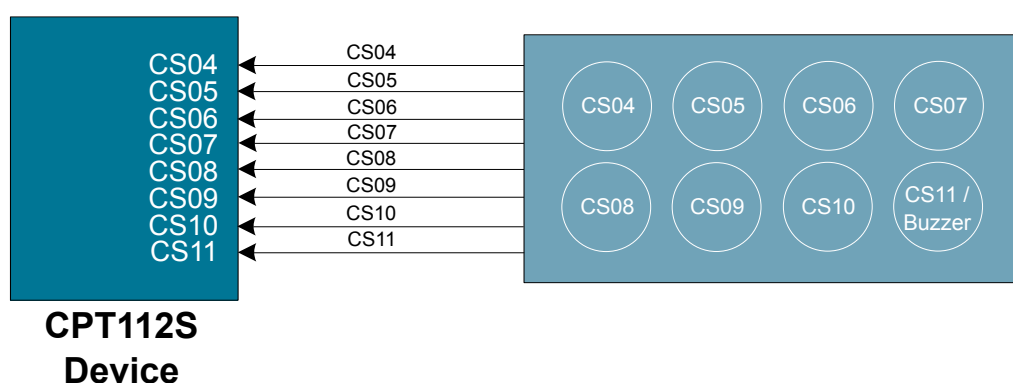 CS04
CS05
CS06
CS07
CS08
CS09
CS10
CS11
CPT112S
Device
CS04
CS05
CS06
CS07
CS08
CS09
CS10
CS11
CS04 CS05 CS06 CS07
CS08 CS09 CS10 CS11 /
Buzzer